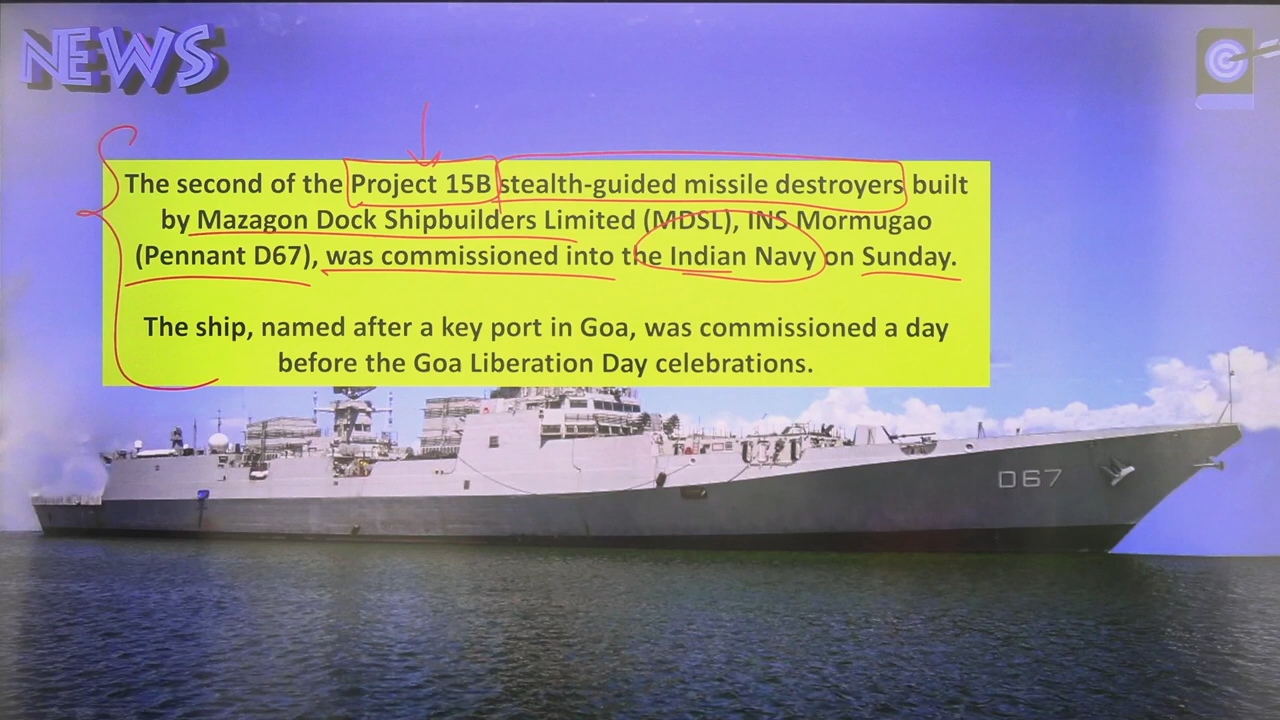 NEWS
The second of the Project 15B stealth-guided missile destroyers built
by Mazagon Dock Shipbuilders Limited (MDSL), INS Mormugao
(Pennant D67), was commissioned into the Indian Navy on Sunday.
The ship, named after a key port in Goa, was commissioned a day
before the Goa Liberation Day celebrations.
D67